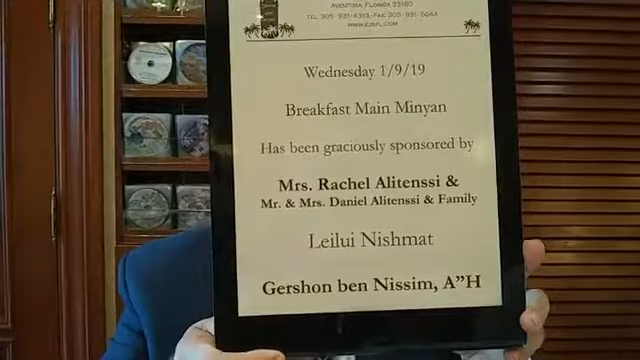 AVENTURA, FLORIDA 33160
TEL: 305-931-4313 • FAX 305-931-5644
Wednesday 1/9/19
Breakfast Main Minyan
Has been graciously sponsored by
Mrs. Rachel Alitenssi &
Mr. & Mrs. Daniel Alitenssi & Family
Leilui Nishmat
Gershon ben Nissim, A”H